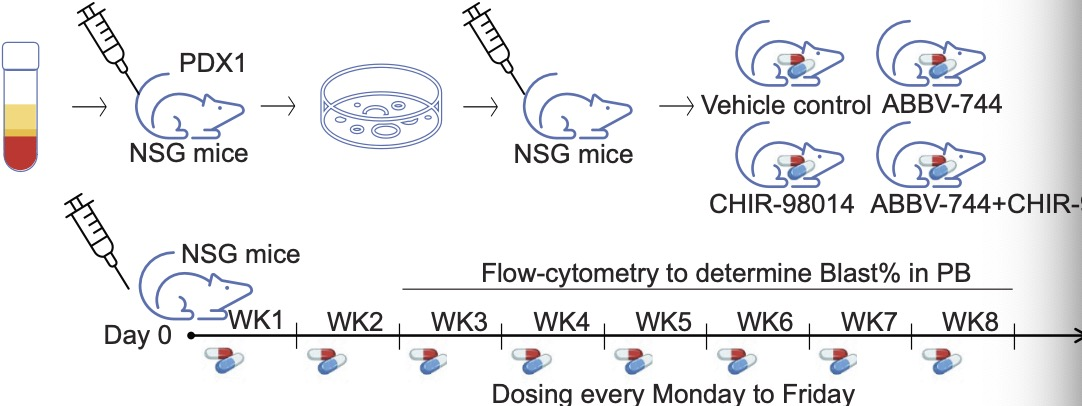 PDX1
NSG mice
NSG mice
Vehicle control ABBV-744
CHIR-98014 ABBV-744+CHIR-
NSG mice
Flow-cytometry to determine Blast% in PB
Day 0 WK1 WK2 WK3 WK4 WK5 WK6 WK7 WK8
Dosing every Monday to Friday